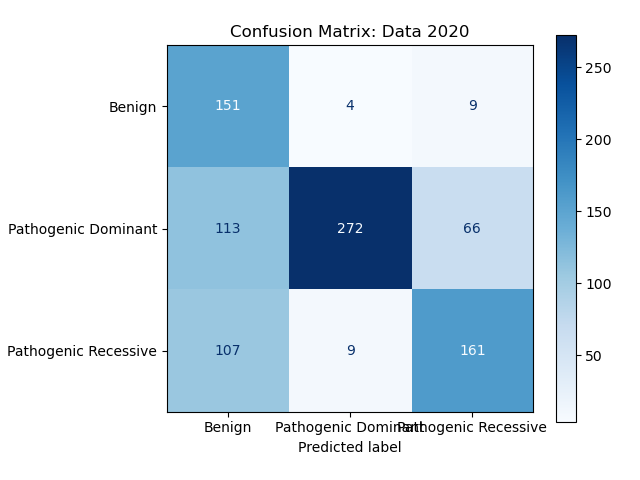 Confusion Matrix: Data 2020
Benign
151
4
9
Pathogenic Dominant
113
272
66
Pathogenic Recessive
107
9
161
Benign
Pathogenic Dominant
Pathogenic Recessive
Predicted label
250
200
150
100
50